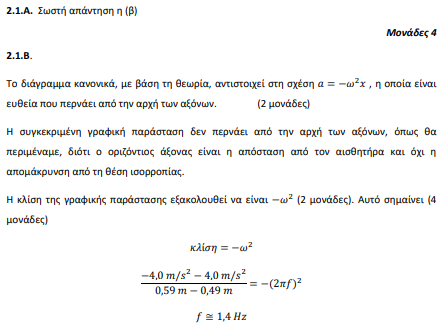 2.1.Α. Σωστή απάντηση η (β)
Μονάδες 4
2.1.Β.
Το διάγραμμα κανονικά, με βάση τη θεωρία, αντιστοιχεί στη σχέση 𝑎 = −𝜔²𝑥 , η οποία είναι
ευθεία που περνάει από την αρχή των αξόνων. (2 μονάδες)
Η συγκεκριμένη γραφική παράσταση δεν περνάει από την αρχή των αξόνων, όπως θα
περιμέναμε, διότι ο οριζόντιος άξονας είναι η απόσταση από τον αισθητήρα και όχι η
απομάκρυνση από τη θέση ισορροπίας.
Η κλίση της γραφικής παράστασης εξακολουθεί να είναι −𝜔² (2 μονάδες). Αυτό σημαίνει (4
μονάδες)
𝜅𝜆ί𝜎𝜂 = −𝜔²
−4,0 𝑚/𝑠² − 4,0 𝑚/𝑠²
0,59 𝑚 − 0,49 𝑚
= −(2𝜋𝑓)²
𝑓 ≅ 1,4 𝐻𝑧